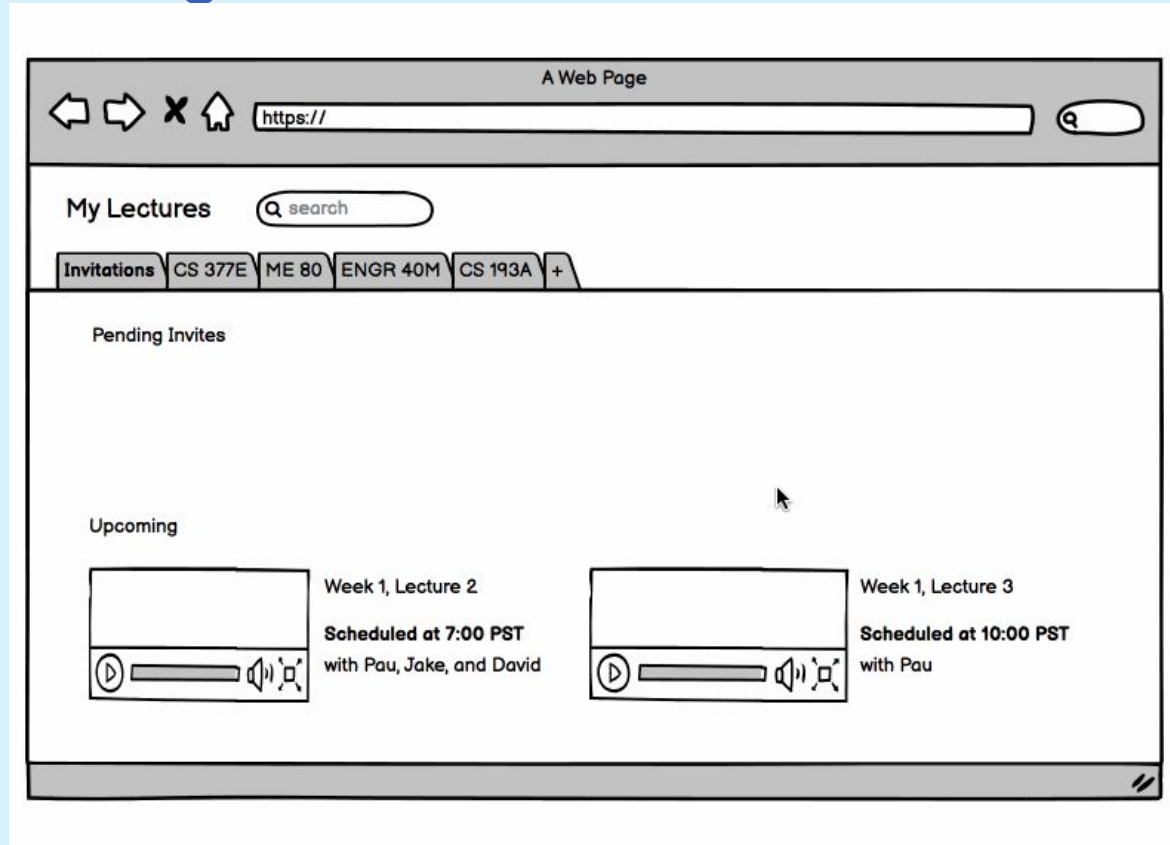 A Web Page
https://
My Lectures
search
Invitations CS 377E ME 80 ENGR 40M CS 193A +
Pending Invites
Upcoming
Week 1, Lecture 2
Scheduled at 7:00 PST
with Pau, Jake, and David
Week 1, Lecture 3
Scheduled at 10:00 PST
with Pau